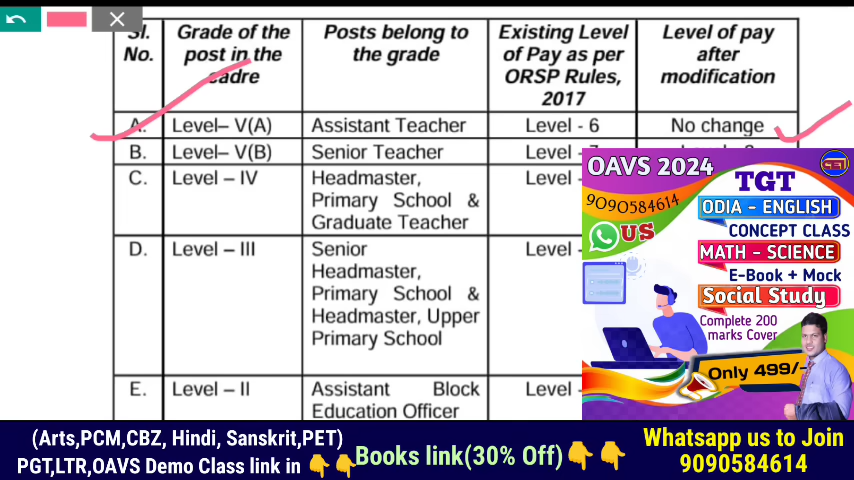 Sl. No.
Grade of the post in the cadre
Posts belong to the grade
Existing Level of Pay as per ORSP Rules, 2017
Level of pay after modification
A.
Level– V(A)
Assistant Teacher
Level - 6
No change
B.
Level– V(B)
Senior Teacher
C.
Level – IV
Headmaster,
Primary School &
Graduate Teacher
Level -
D.
Level – III
Senior
Headmaster,
Primary School &
Headmaster, Upper
Primary School
Level -
E.
Level – II
Assistant Block
Education Officer
Level -
OAVS 2024
CEI
TGT
9090584614
US
ODIA - ENGLISH
CONCEPT CLASS
MATH - SCIENCE
E-Book + Mock
Social Study
Complete 200
marks Cover
Only 499/-
(Arts,PCM,CBZ, Hindi, Sanskrit,PET)
PGT,LTR,OAVS Demo Class link in
Books link(30% Off)
Whatsapp us to Join
9090584614